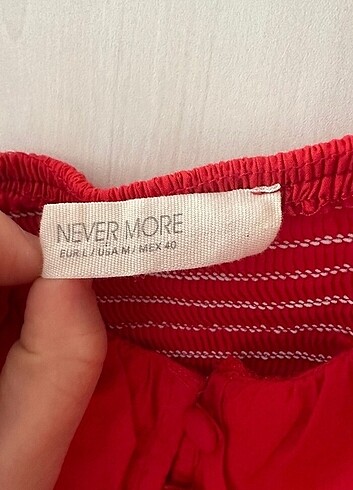 NEVER MORE
EUR L / USA M / MEX 40